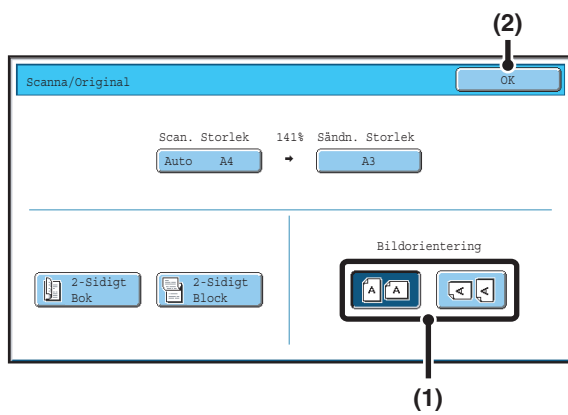 (2)
Scanna/Original
OK
Scan. Storlek 141% Sändn. Storlek
Auto A4 → A3
Bildorientering
2-Sidigt
Bok
2-Sidigt
Block
A A A A
(1)